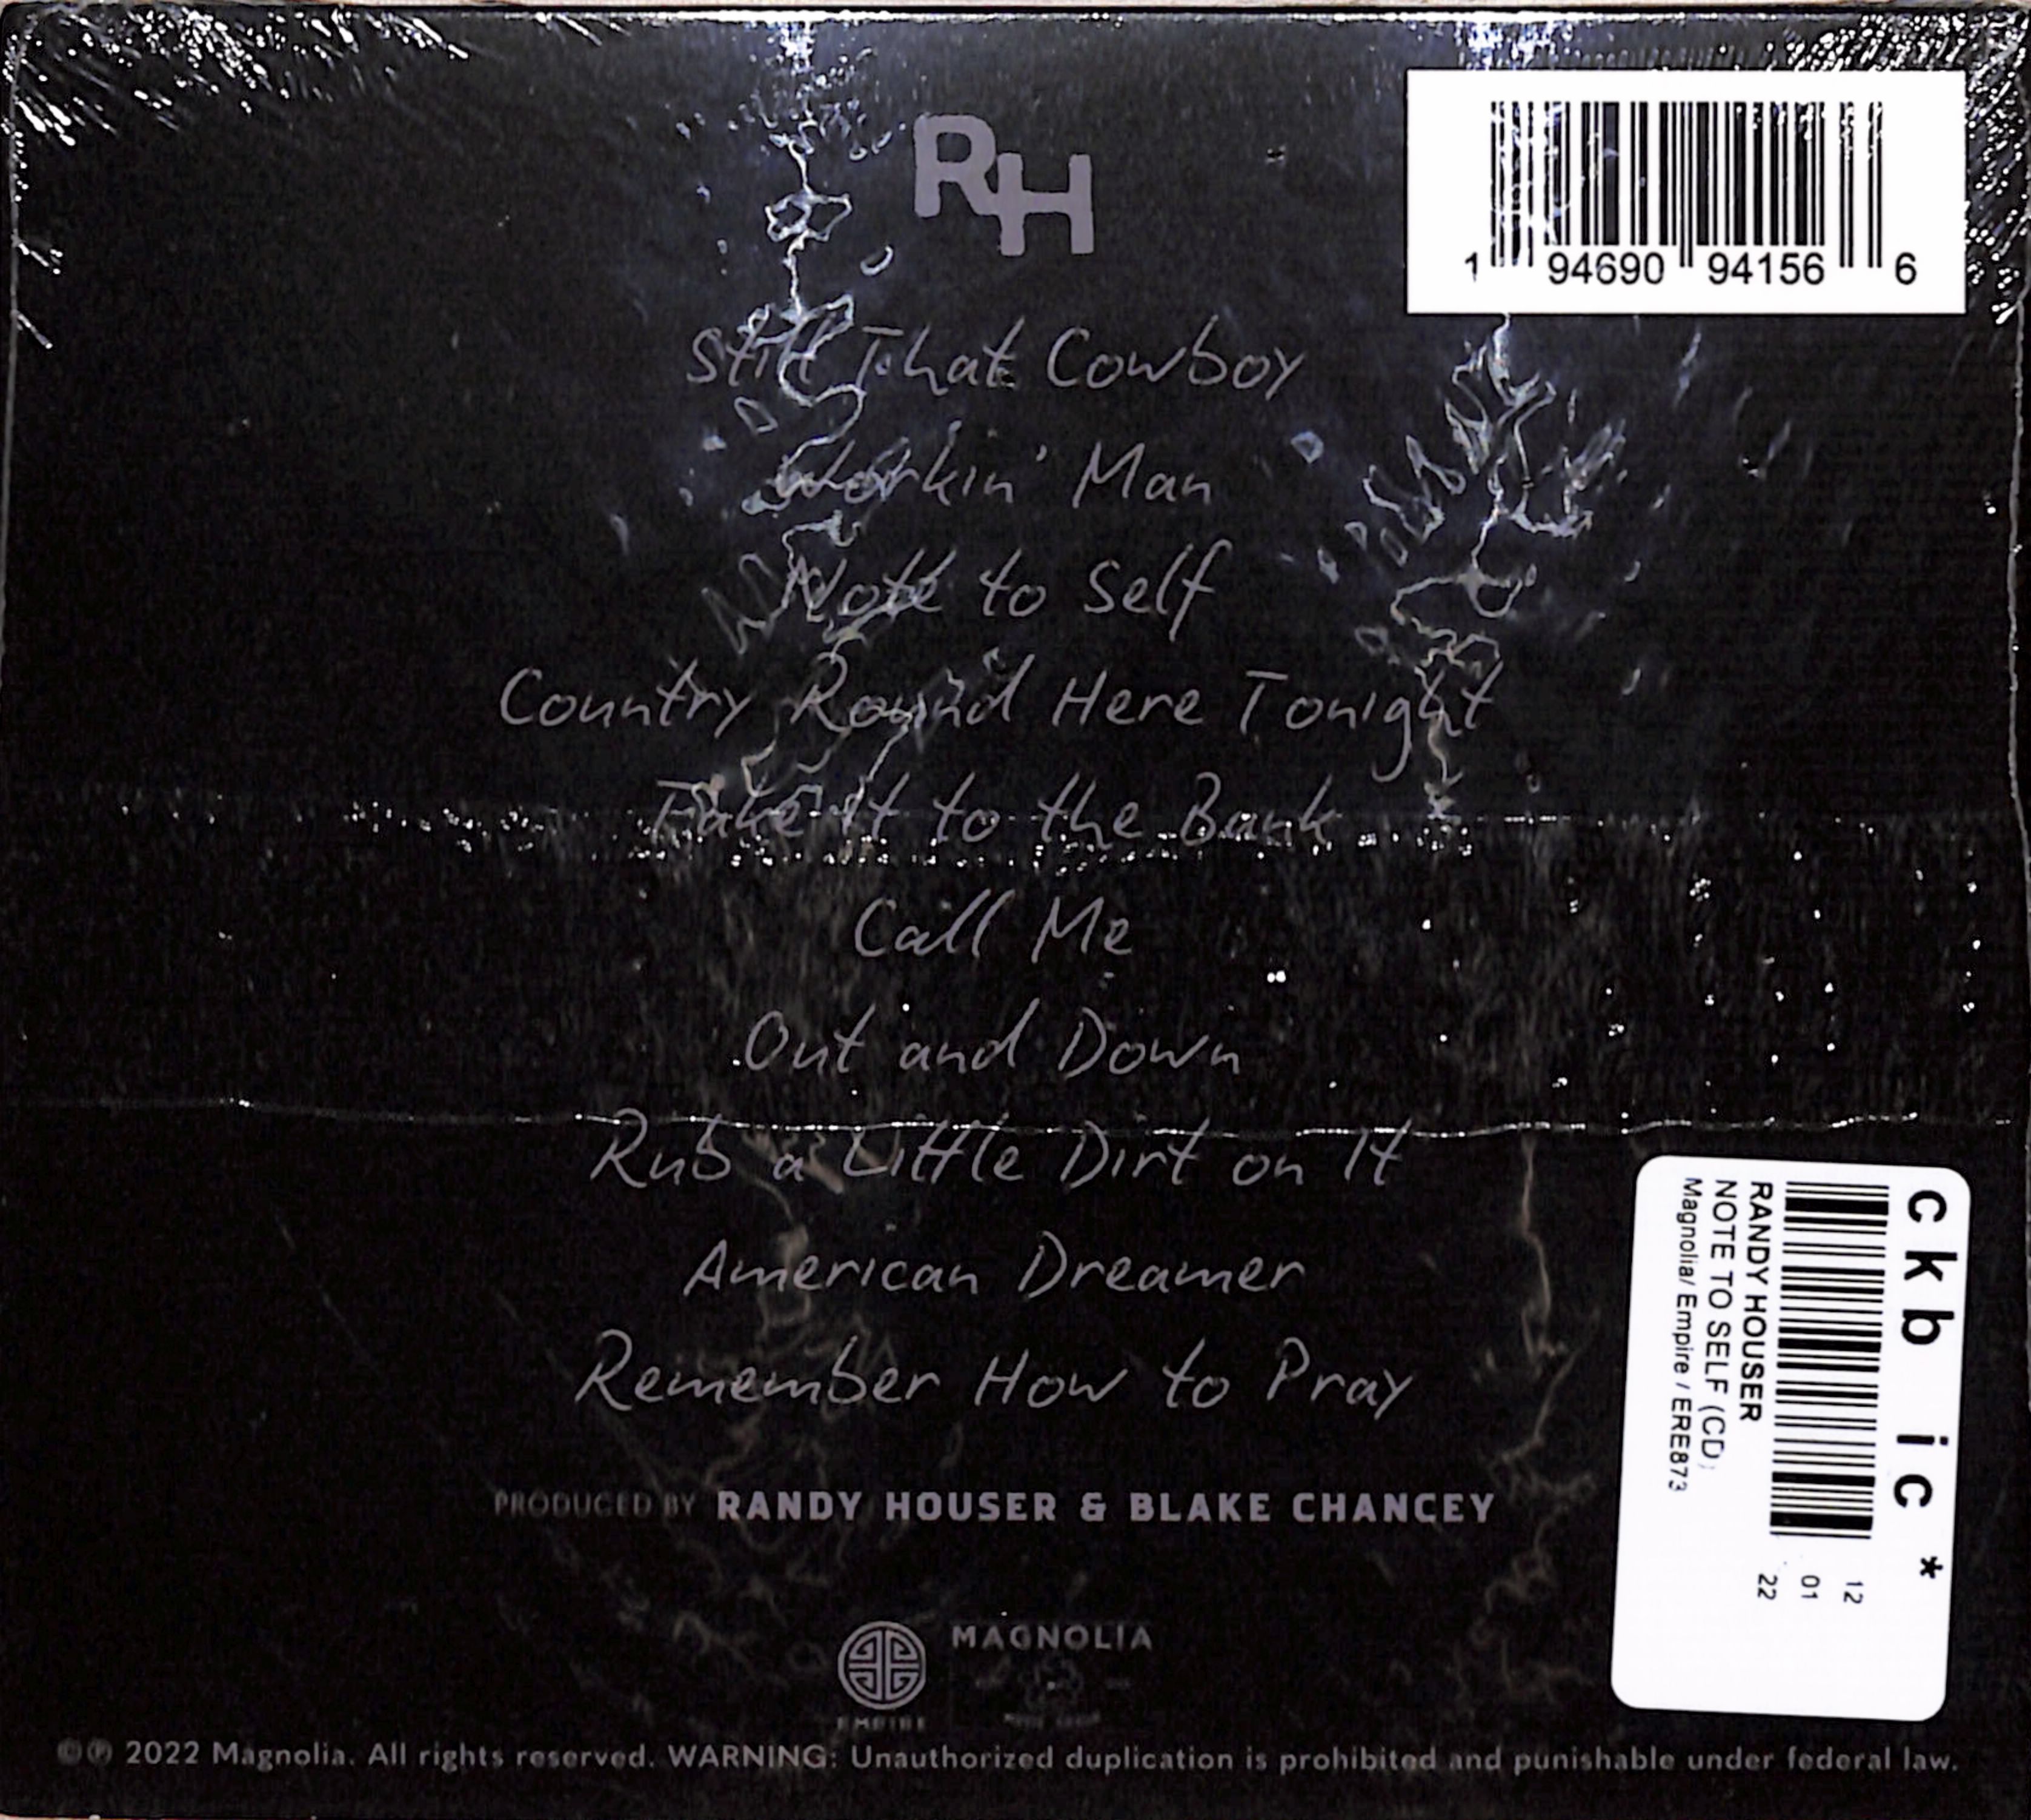 RH
1 94690 94156 6
Still That Cowboy
Workin' Man
Note to Self
Country Round Here Tonight
Take It to the Bank
Call Me
Out and Down
Rub a Little Dirt on It
American Dreamer
Remember How to Pray
PRODUCED BY RANDY HOUSER & BLAKE CHANCEY
ckb ic *
12
01
22
RANDY HOUSER
NOTE TO SELF (CD)
Magnolia/ Empire / ERE873
MAGNOLIA
EMPIRE
©℗ 2022 Magnolia. All rights reserved. WARNING: Unauthorized duplication is prohibited and punishable under federal law.